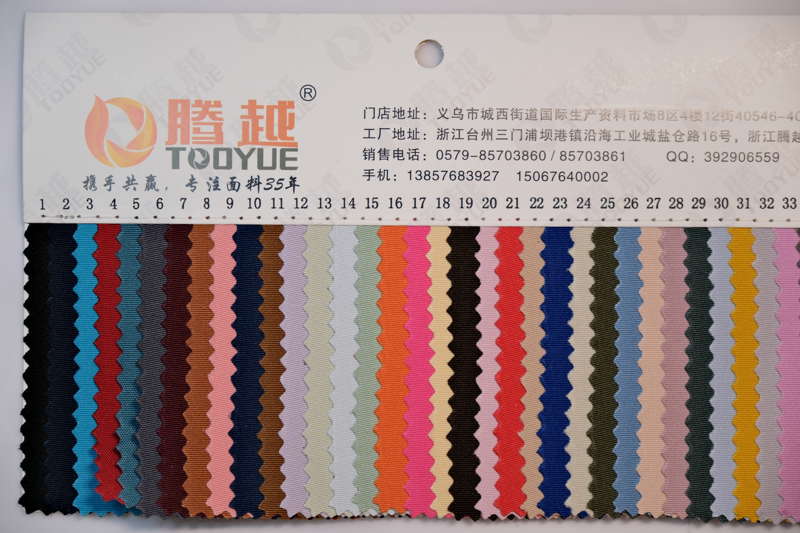 腾越®
TOOYUE
携手共赢，专注面料35年
门店地址：义乌市城西街道国际生产资料市场8区4楼12街40546-40
工厂地址：浙江台州三门浦坝港镇沿海工业城盐仓路16号，浙江腾越
销售电话：0579-85703860 / 85703861 QQ：392906559
手机：13857683927 15067640002
1 2 3 4 5 6 7 8 9 10 11 12 13 14 15 16 17 18 19 20 21 22 23 24 25 26 27 28 29 30 31 32 33